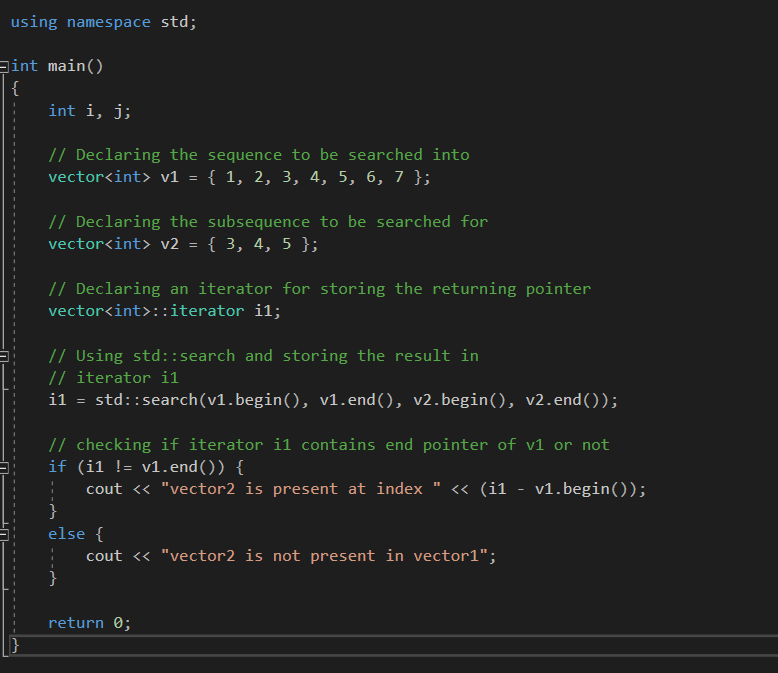 using namespace std;
int main()
{
int i, j;
// Declaring the sequence to be searched into
vector<int> v1 = { 1, 2, 3, 4, 5, 6, 7 };
// Declaring the subsequence to be searched for
vector<int> v2 = { 3, 4, 5 };
// Declaring an iterator for storing the returning pointer
vector<int>::iterator i1;
// Using std::search and storing the result in
// iterator i1
i1 = std::search(v1.begin(), v1.end(), v2.begin(), v2.end());
// checking if iterator i1 contains end pointer of v1 or not
if (i1 != v1.end()) {
cout << "vector2 is present at index " << (i1 - v1.begin());
}
else {
cout << "vector2 is not present in vector1";
}
return 0;
}